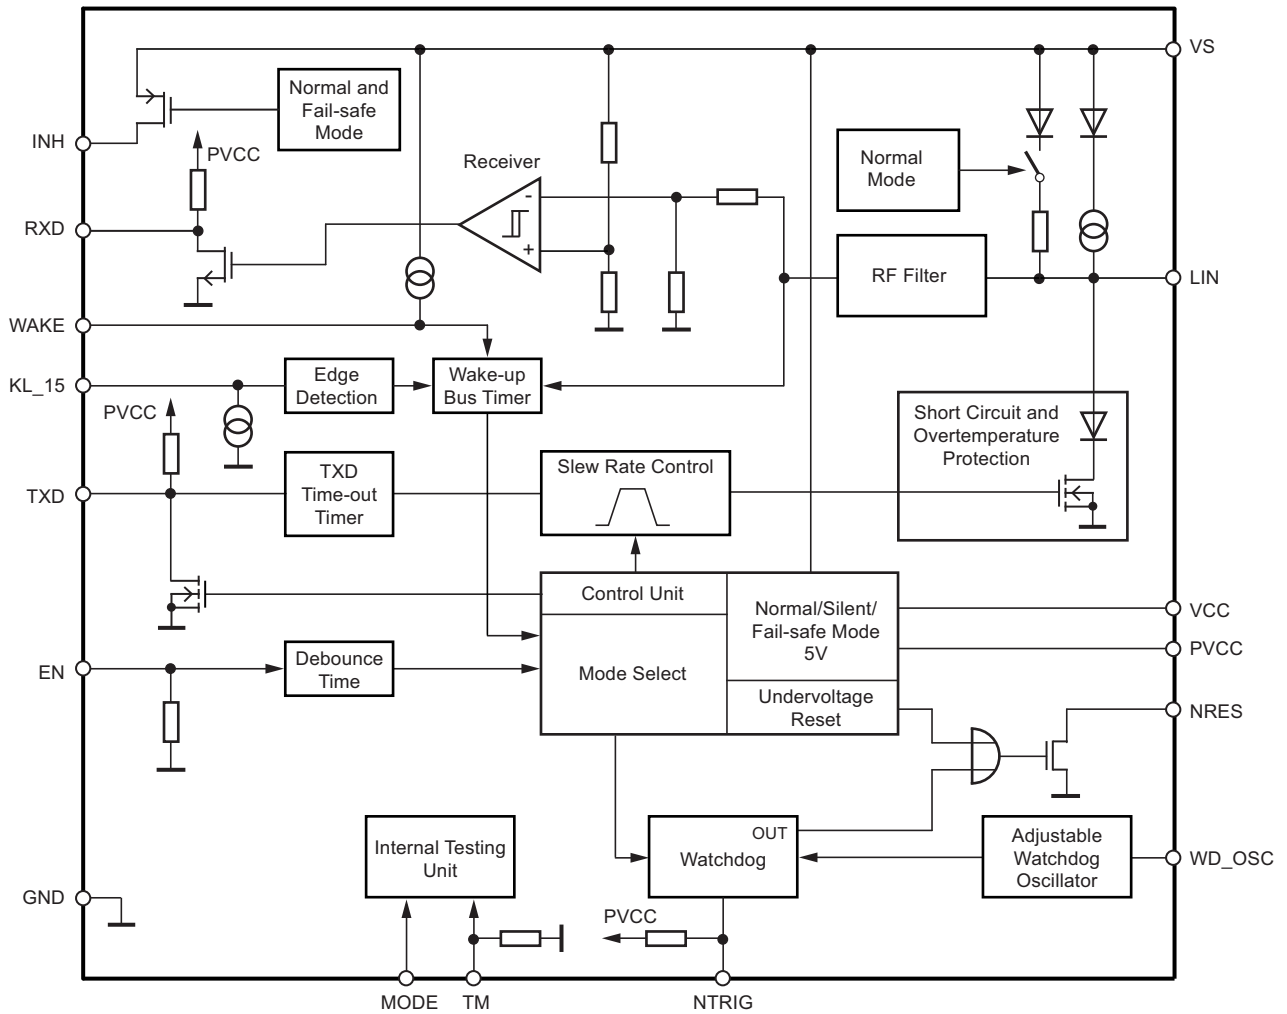 VS
Normal and
Fail-safe
Mode
INH
PVCC
Receiver
Normal
Mode
-
+
RXD
RF Filter
LIN
WAKE
KL_15
Edge
Detection
Wake-up
Bus Timer
PVCC
Short Circuit and
Overtemperature
Protection
TXD
TXD
Time-out
Timer
Slew Rate Control
Control Unit
Normal/Silent/
Fail-safe Mode
5V
VCC
PVCC
EN
Debounce
Time
Mode Select
Undervoltage
Reset
NRES
Internal Testing
Unit
OUT
Watchdog
Adjustable
Watchdog
Oscillator
WD_OSC
GND
PVCC
MODE
TM
NTRIG